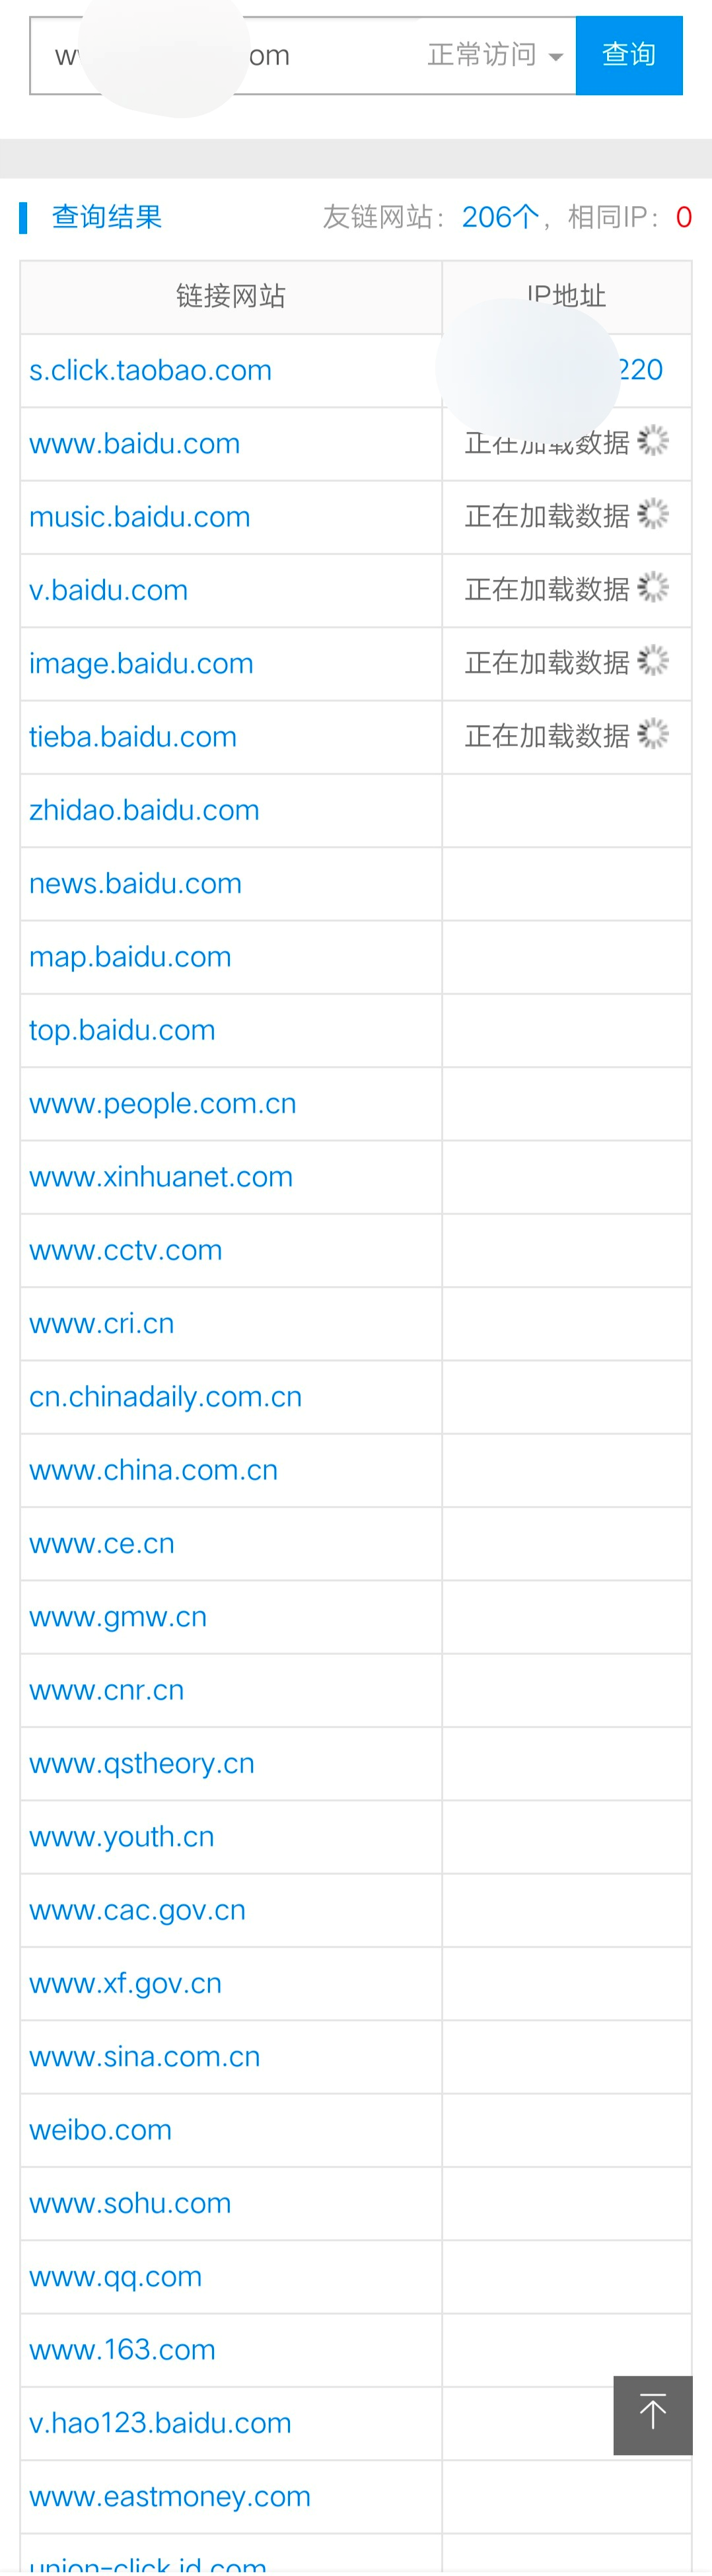 om 正常访问 查询
查询结果 友链网站：206个，相同IP：0
链接网站 IP地址
s.click.taobao.com 220
www.baidu.com 正在加载数据
music.baidu.com 正在加载数据
v.baidu.com 正在加载数据
image.baidu.com 正在加载数据
tieba.baidu.com 正在加载数据
zhidao.baidu.com
news.baidu.com
map.baidu.com
top.baidu.com
www.people.com.cn
www.xinhuanet.com
www.cctv.com
www.cri.cn
cn.chinadaily.com.cn
www.china.com.cn
www.ce.cn
www.gmw.cn
www.cnr.cn
www.qstheory.cn
www.youth.cn
www.cac.gov.cn
www.xf.gov.cn
www.sina.com.cn
weibo.com
www.sohu.com
www.qq.com
www.163.com
v.hao123.baidu.com
www.eastmoney.com
union-click.jd.com